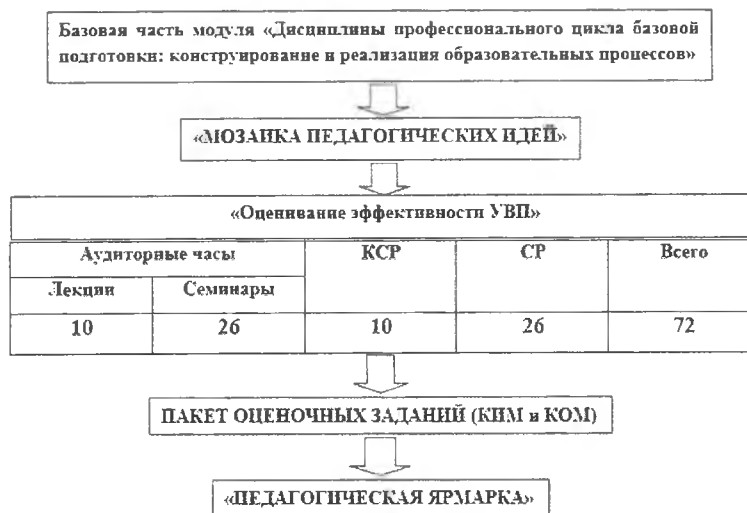 Базовая часть модуля «Дисциплины профессионального цикла базовой
подготовки: конструирование и реализация образовательных процессов»
«МОЗАИКА ПЕДАГОГИЧЕСКИХ ИДЕЙ»
«Оценивание эффективности УВП»
Аудиторные часы КСР СР Всего
Лекции Семинары
10 26 10 26 72
ПАКЕТ ОЦЕНОЧНЫХ ЗАДАНИЙ (КИМ и КОМ)
«ПЕДАГОГИЧЕСКАЯ ЯРМАРКА»